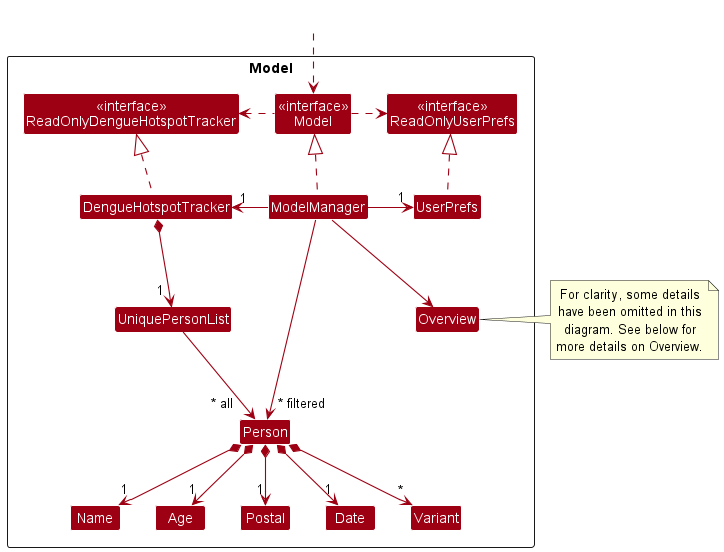 Model
«interface»
ReadOnlyDengueHotspotTracker
«interface»
Model
«interface»
ReadOnlyUserPrefs
DengueHotspotTracker
1
ModelManager
1
UserPrefs
1
UniquePersonList
Overview
For clarity, some details
have been omitted in this
diagram. See below for
more details on Overview.
* all
* filtered
Person
1
1
1
1
*
Name
Age
Postal
Date
Variant